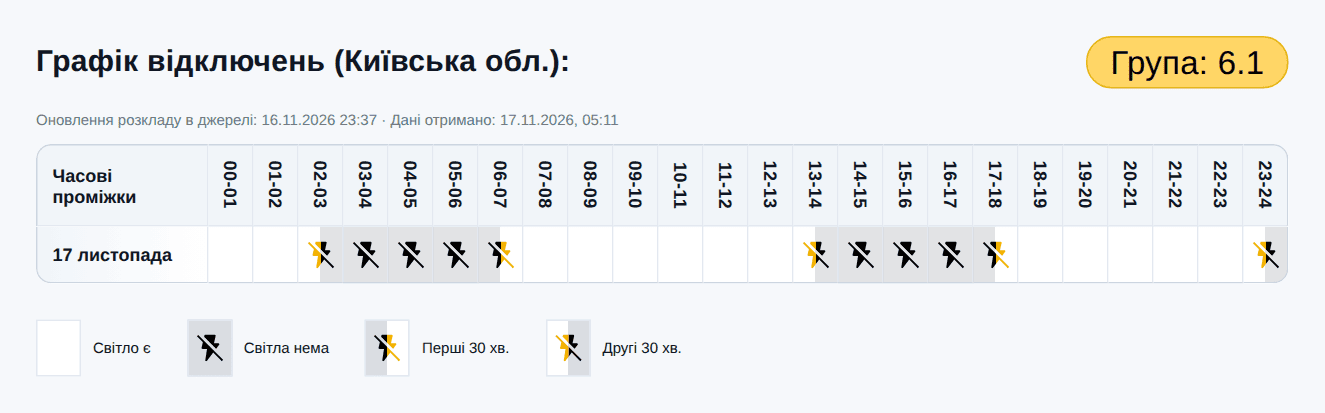 Графік відключень (Київська обл.):
Група: 6.1
Оновлення розкладу в джерелі: 16.11.2026 23:37 · Дані отримано: 17.11.2026, 05:11
Часові
проміжки
00-01
01-02
02-03
03-04
04-05
05-06
06-07
07-08
08-09
09-10
10-11
11-12
12-13
13-14
14-15
15-16
16-17
17-18
18-19
19-20
20-21
21-22
22-23
23-24
17 листопада
Світло є
Світла нема
Перші 30 хв.
Другі 30 хв.